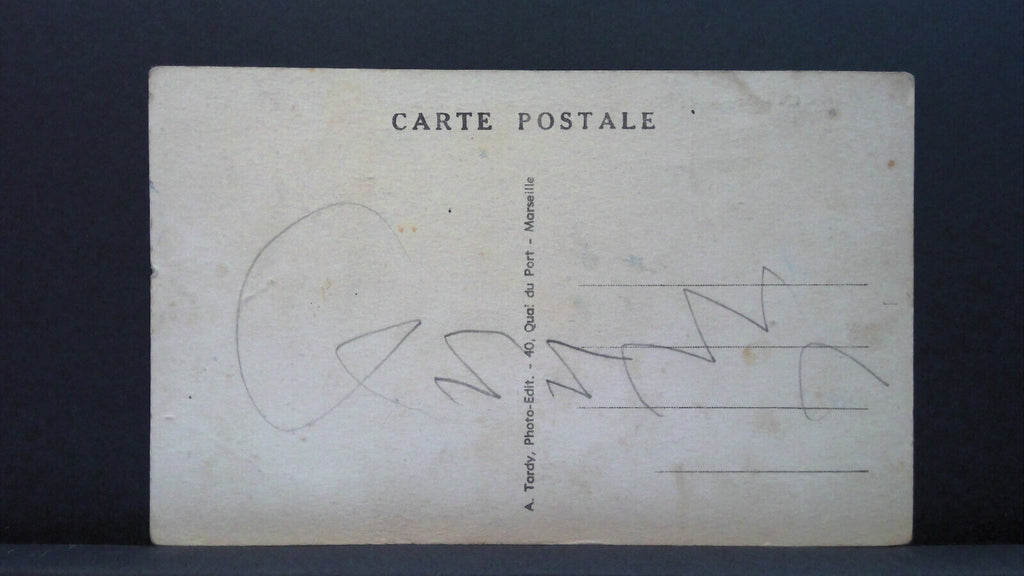 CARTE POSTALE
A. Tardy, Photo-Edit. - 40, Quai du Port - Marseille